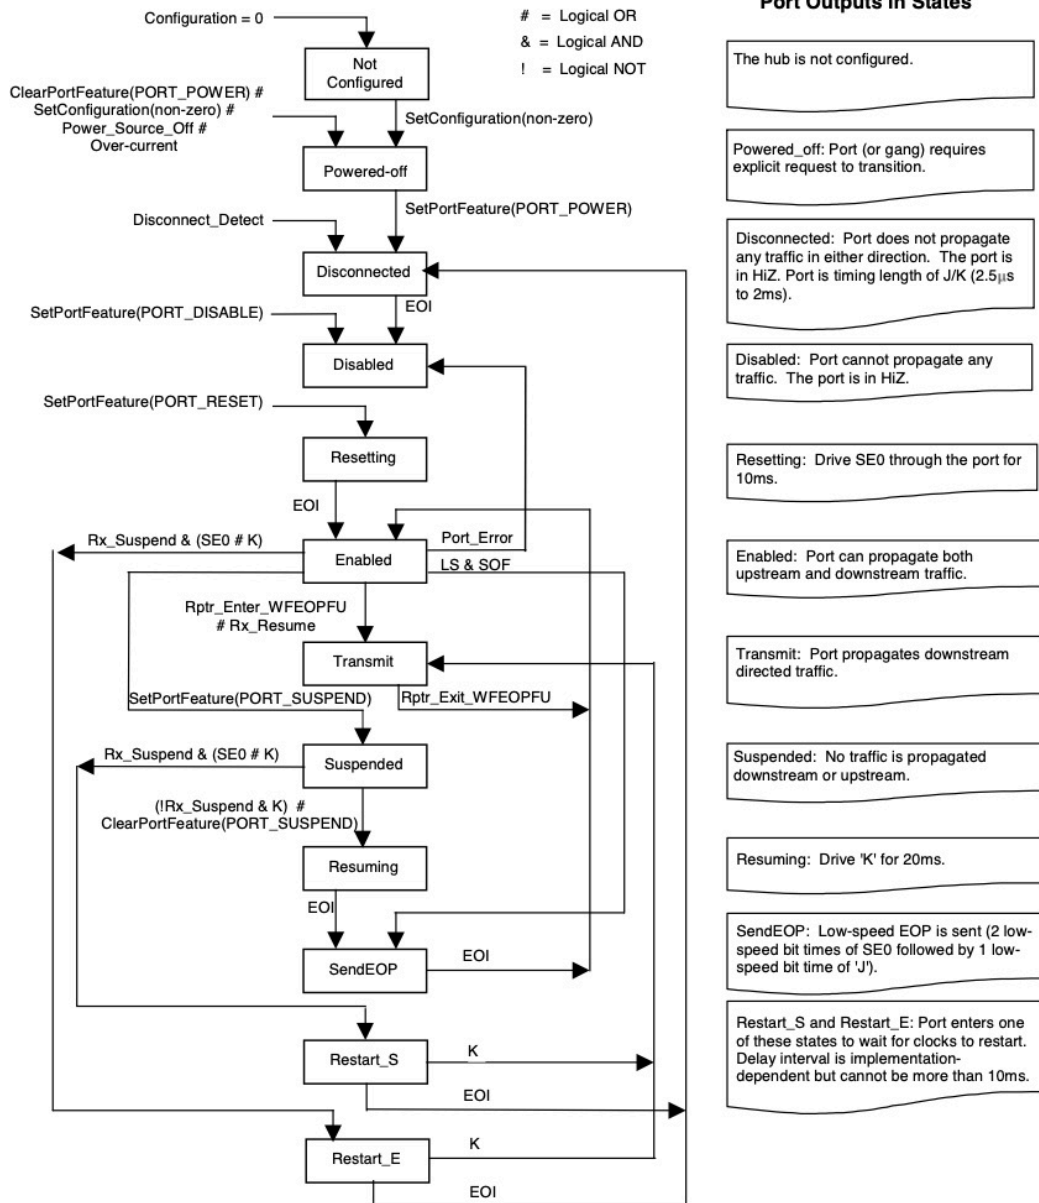 Port Outputs in States
Configuration = 0
# = Logical OR
& = Logical AND
! = Logical NOT
Not
Configured
ClearPortFeature(PORT_POWER) #
SetConfiguration(non-zero) #
Power_Source_Off #
Over-current
SetConfiguration(non-zero)
Powered-off
SetPortFeature(PORT_POWER)
Disconnect_Detect
Disconnected
EOI
SetPortFeature(PORT_DISABLE)
Disabled
SetPortFeature(PORT_RESET)
Resetting
EOI
Rx_Suspend & (SE0 # K)
Enabled
Port_Error
LS & SOF
Rptr_Enter_WFEOPFU
# Rx_Resume
Transmit
SetPortFeature(PORT_SUSPEND)
Rptr_Exit_WFEOPFU
Rx_Suspend & (SE0 # K)
Suspended
(!Rx_Suspend & K) #
ClearPortFeature(PORT_SUSPEND)
Resuming
EOI
SendEOP
EOI
Restart_S
K
EOI
Restart_E
K
EOI
The hub is not configured.
Powered_off: Port (or gang) requires
explicit request to transition.
Disconnected: Port does not propagate
any traffic in either direction. The port is
in HiZ. Port is timing length of J/K (2.5μs
to 2ms).
Disabled: Port cannot propagate any
traffic. The port is in HiZ.
Resetting: Drive SE0 through the port for
10ms.
Enabled: Port can propagate both
upstream and downstream traffic.
Transmit: Port propagates downstream
directed traffic.
Suspended: No traffic is propagated
downstream or upstream.
Resuming: Drive 'K' for 20ms.
SendEOP: Low-speed EOP is sent (2 low-
speed bit times of SE0 followed by 1 low-
speed bit time of 'J').
Restart_S and Restart_E: Port enters one
of these states to wait for clocks to restart.
Delay interval is implementation-
dependent but cannot be more than 10ms.